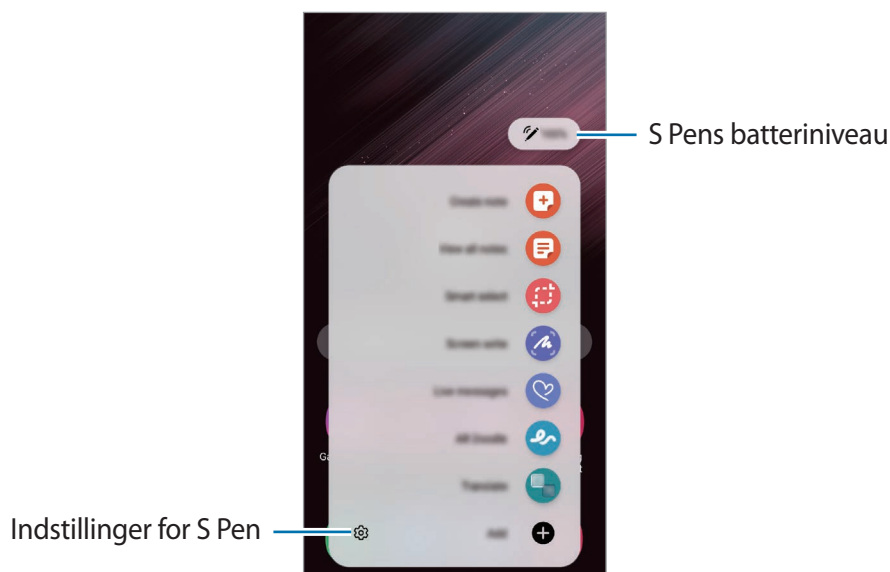 S Pens batteriniveau
Create note
View all notes
Smart select
Screen write
Live messages
AR Doodle
Translate
Indstillinger for S Pen
Add